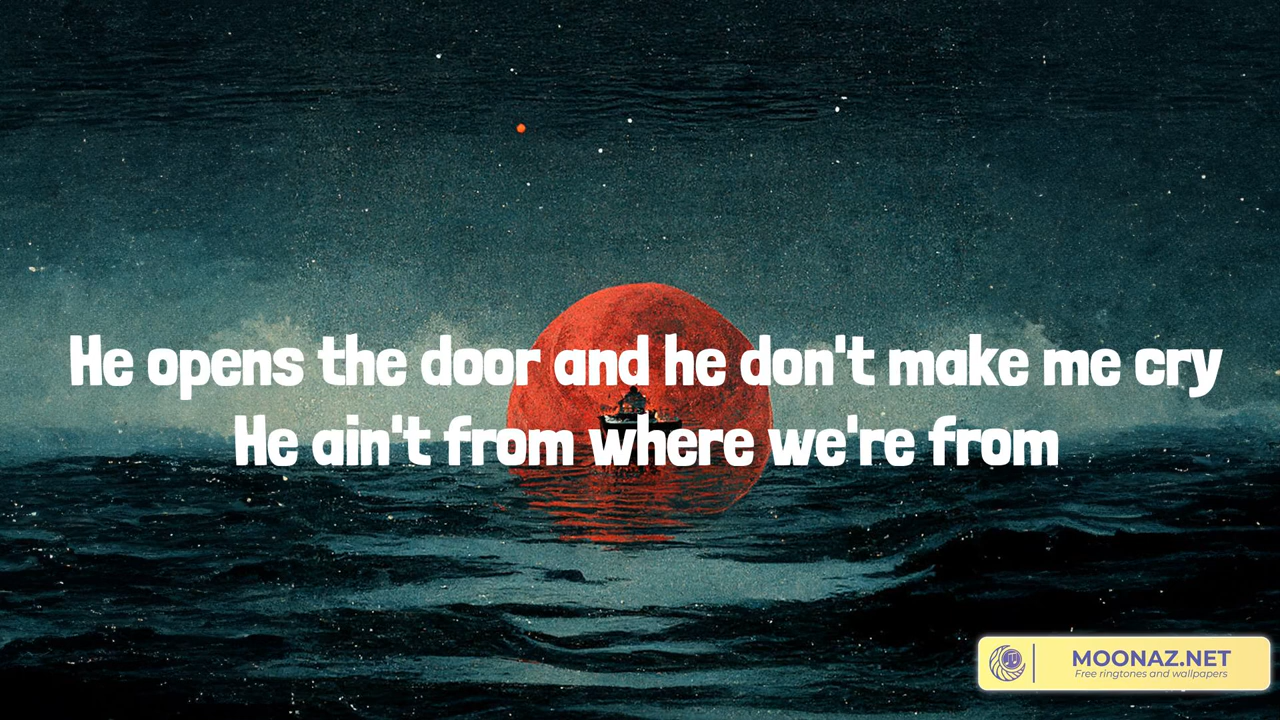 He opens the door and he don't make me cry
He ain't from where we're from
MOONAZ.NET
Free ringtones and wallpapers